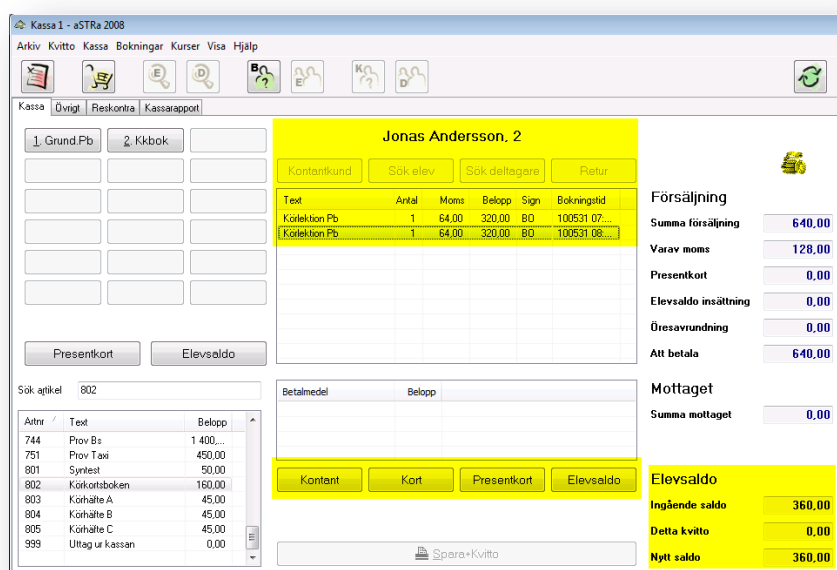 Kassa 1 - aSTRa 2008
Arkiv Kvitto Kassa Bokningar Kurser Visa Hjälp
E D B ? E K ? D
Kassa Övrigt Reskontra Kassarapport
1. Grund.Pb 2. Kkbok
Presentkort Elevsaldo
Sök artikel 802
Artnr Text Belopp
744 Prov Bs 1 400,...
751 Prov Taxi 450,00
801 Syntest 50,00
802 Körkortsboken 160,00
803 Körhäfte A 45,00
804 Körhäfte B 45,00
805 Körhäfte C 45,00
999 Uttag ur kassan 0,00
Jonas Andersson, 2
Kontantkund Sök elev Sök deltagare Retur
Text Antal Moms Belopp Sign Bokningstid
Körlektion Pb 1 64,00 320,00 BO 100531 07:...
Körlektion Pb 1 64,00 320,00 BO 100531 08:...
Betalmedel Belopp
Kontant Kort Presentkort Elevsaldo
Spara+Kvitto
Försäljning
Summa försäljning 640,00
Varav moms 128,00
Presentkort 0,00
Elevsaldo insättning 0,00
Öresavrundning 0,00
Att betala 640,00
Mottaget
Summa mottaget 0,00
Elevsaldo
Ingående saldo 360,00
Detta kvitto 0,00
Nytt saldo 360,00